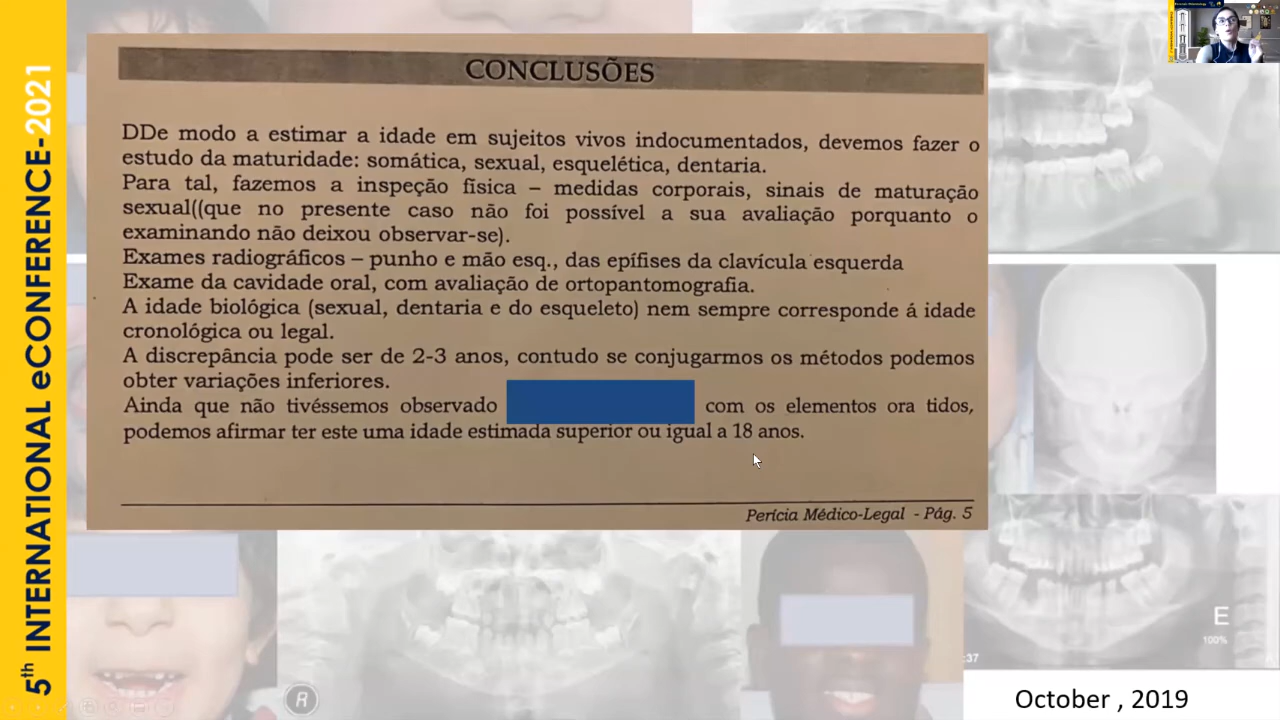 5th INTERNATIONAL eCONFERENCE-2021
CONCLUSÕES
DDe modo a estimar a idade em sujeitos vivos indocumentados, devemos fazer o
estudo da maturidade: somática, sexual, esquelética, dentaria.
Para tal, fazemos a inspeção física – medidas corporais, sinais de maturação
sexual((que no presente caso não foi possível a sua avaliação porquanto o
examinando não deixou observar-se).
Exames radiográficos – punho e mão esq., das epífises da clavícula esquerda
Exame da cavidade oral, com avaliação de ortopantomografia.
A idade biológica (sexual, dentaria e do esqueleto) nem sempre corresponde á idade
cronológica ou legal.
A discrepância pode ser de 2-3 anos, contudo se conjugarmos os métodos podemos
obter variações inferiores.
Ainda que não tivéssemos observado com os elementos ora tidos,
podemos afirmar ter este uma idade estimada superior ou igual a 18 anos.
Perícia Médico-Legal - Pág. 5
R
E
100%
:37
October , 2019